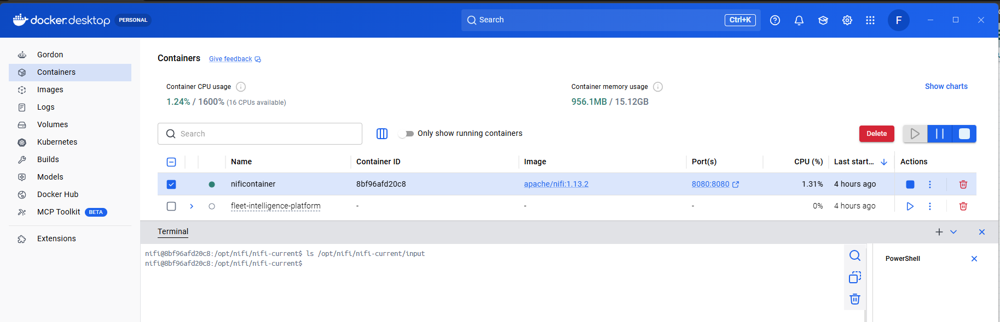 docker.desktop PERSONAL
Search
Ctrl+K
F
Gordon
Containers
Images
Logs
Volumes
Kubernetes
Builds
Models
Docker Hub
MCP Toolkit BETA
Extensions
Containers Give feedback
Container CPU usage
1.24% / 1600% (16 CPUs available)
Container memory usage
956.1MB / 15.12GB
Show charts
Search
Only show running containers
Delete
Name Container ID Image Port(s) CPU (%) Last start... Actions
nificontainer 8bf96afd20c8 apache/nifi:1.13.2 8080:8080 1.31% 4 hours ago
fleet-intelligence-platform - - - 0% 4 hours ago
Terminal
nifi@8bf96afd20c8:/opt/nifi/nifi-current$ ls /opt/nifi/nifi-current/input
nifi@8bf96afd20c8:/opt/nifi/nifi-current$
PowerShell